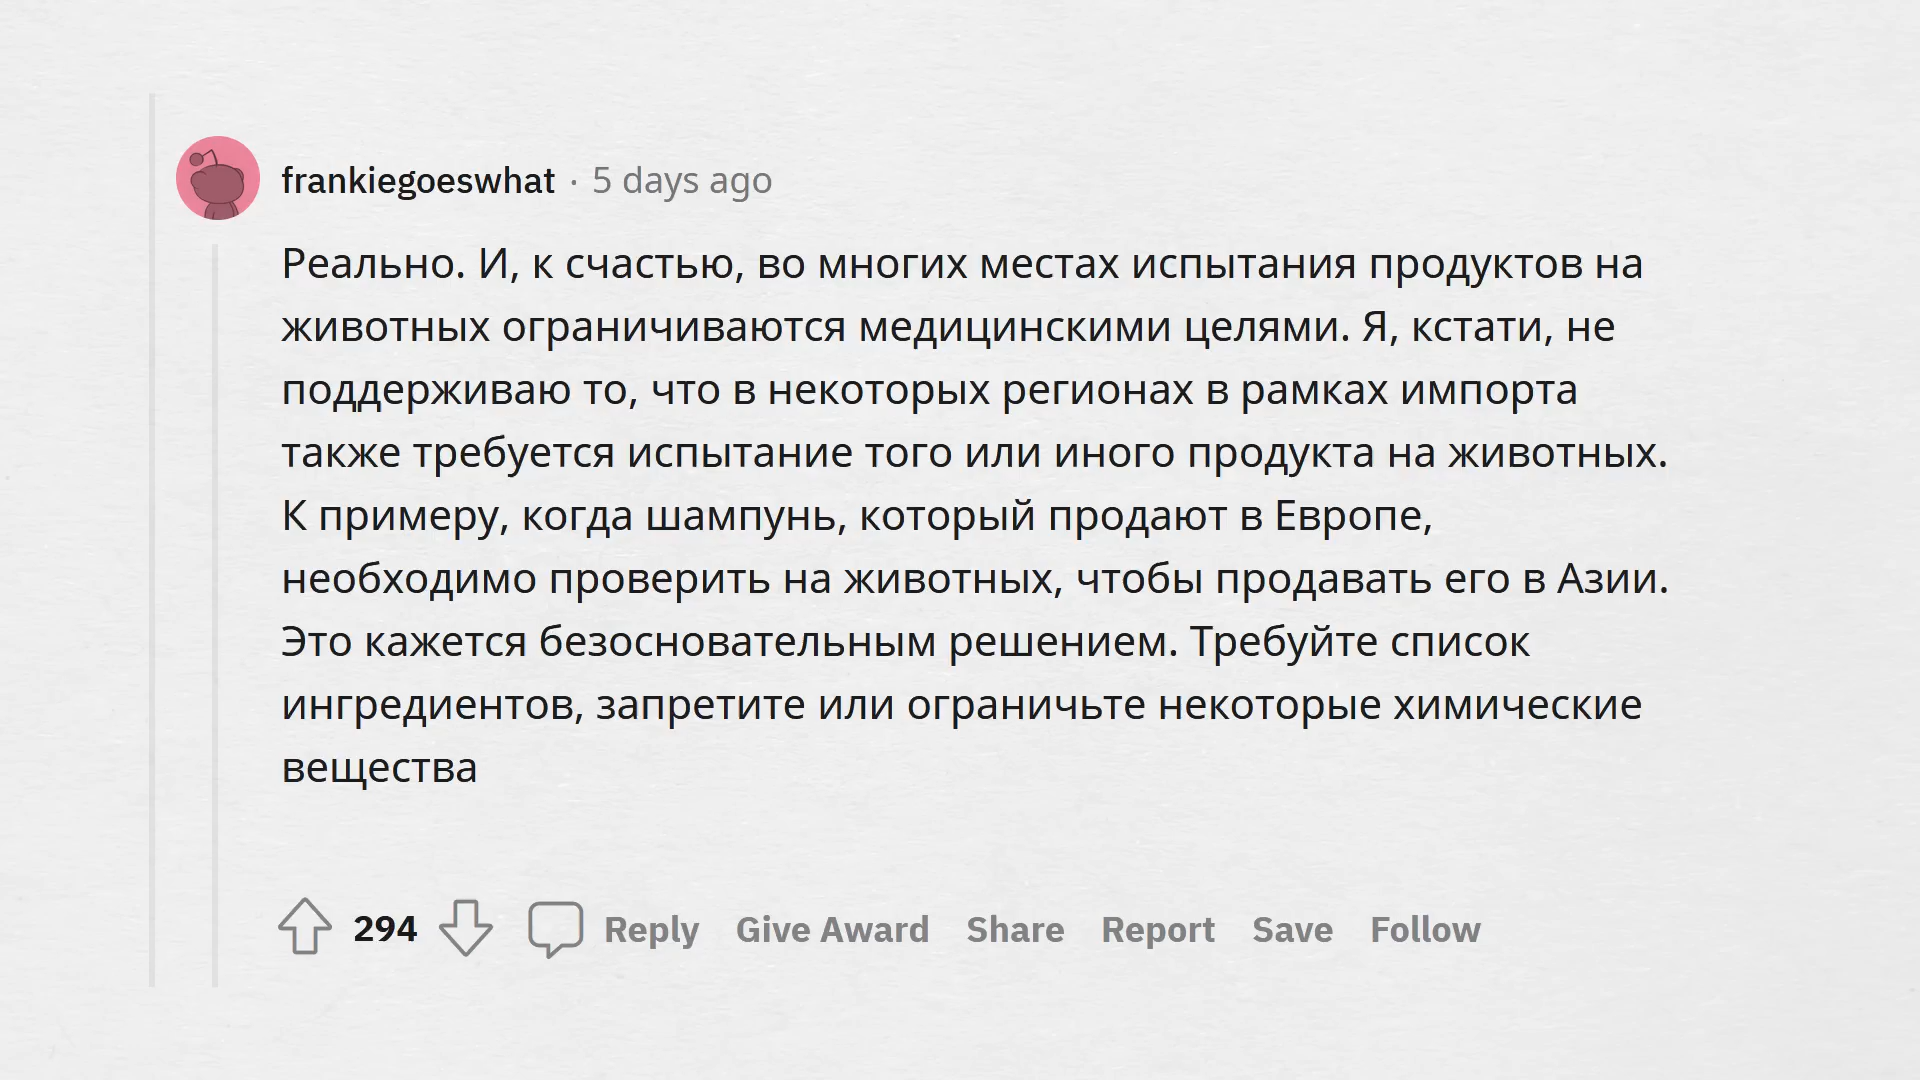 frankiegoeswhat · 5 days ago
Реально. И, к счастью, во многих местах испытания продуктов на
животных ограничиваются медицинскими целями. Я, кстати, не
поддерживаю то, что в некоторых регионах в рамках импорта
также требуется испытание того или иного продукта на животных.
К примеру, когда шампунь, который продают в Европе,
необходимо проверить на животных, чтобы продавать его в Азии.
Это кажется безосновательным решением. Требуйте список
ингредиентов, запретите или ограничьте некоторые химические
вещества
294 Reply Give Award Share Report Save Follow